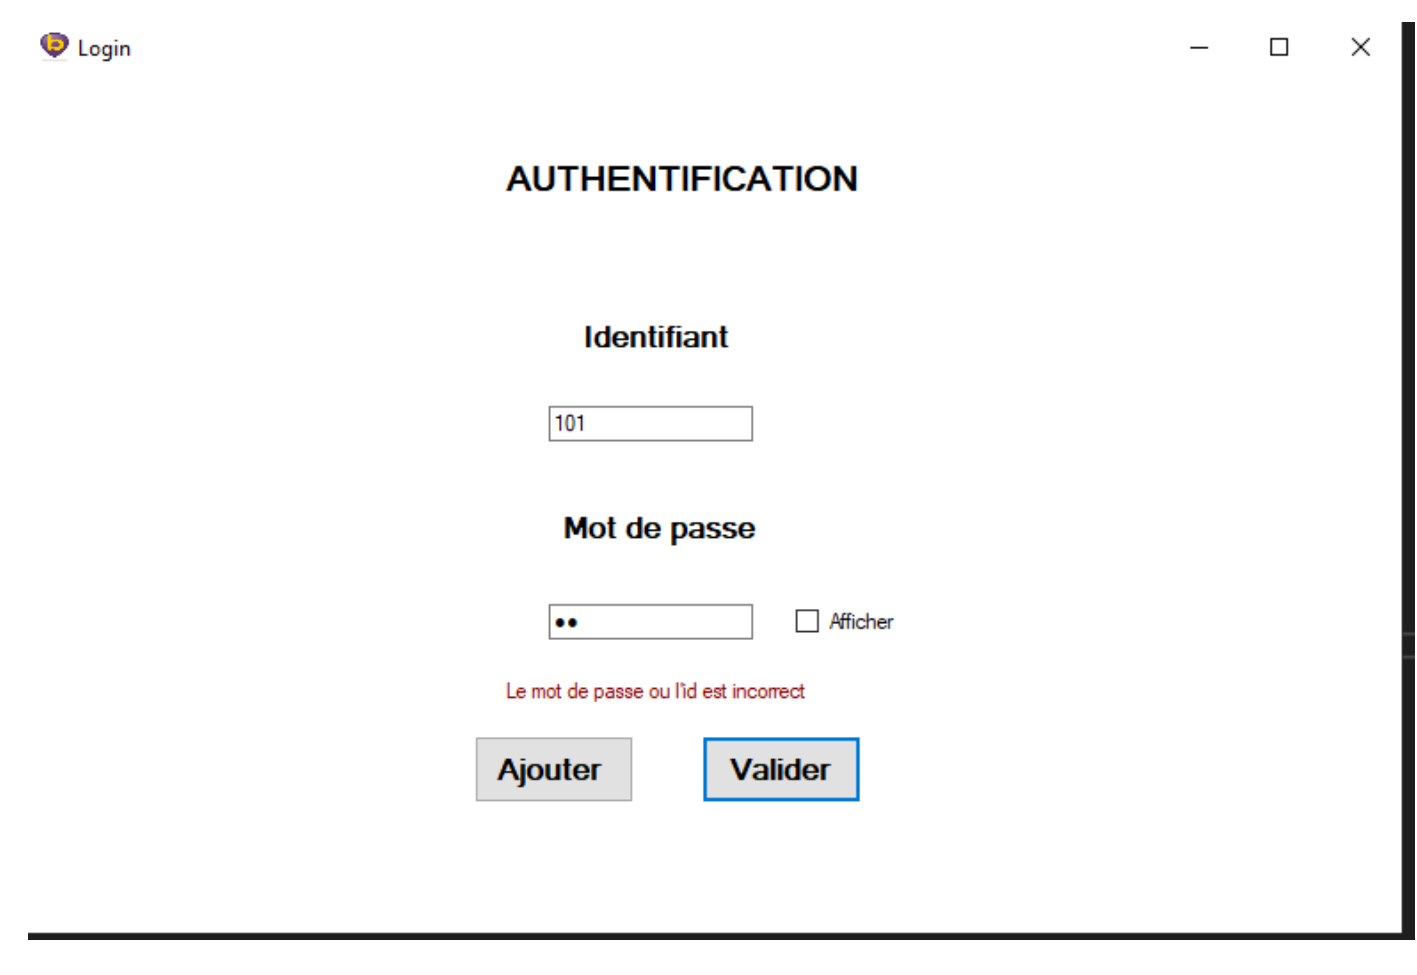 Login
AUTHENTIFICATION
Identifiant
101
Mot de passe
●● Afficher
Le mot de passe ou l'id est incorrect
Ajouter Valider